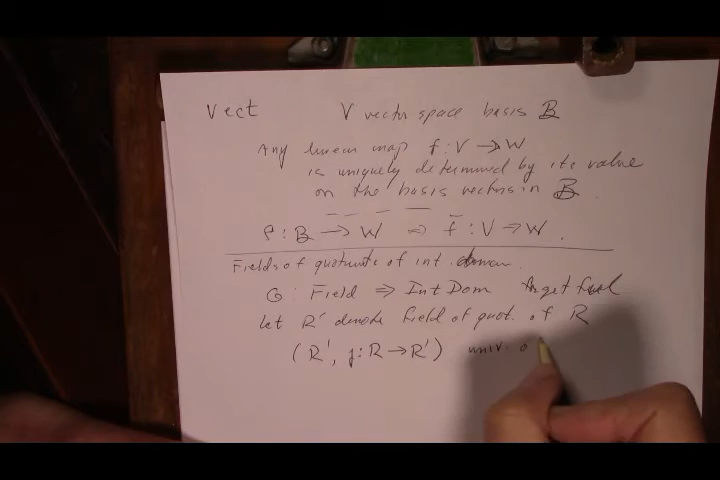 Vect V vector space basis B
Any linear map f : V → W
is uniquely determined by its value
on the basis vectors in B.
f : B → W ⇒ f̄ : V → W.
Fields of quotients of int. domain.
G : Field ⇒ Int Dom forget ful
Let R' denote field of quot. of R
(R', j : R → R') univ. o